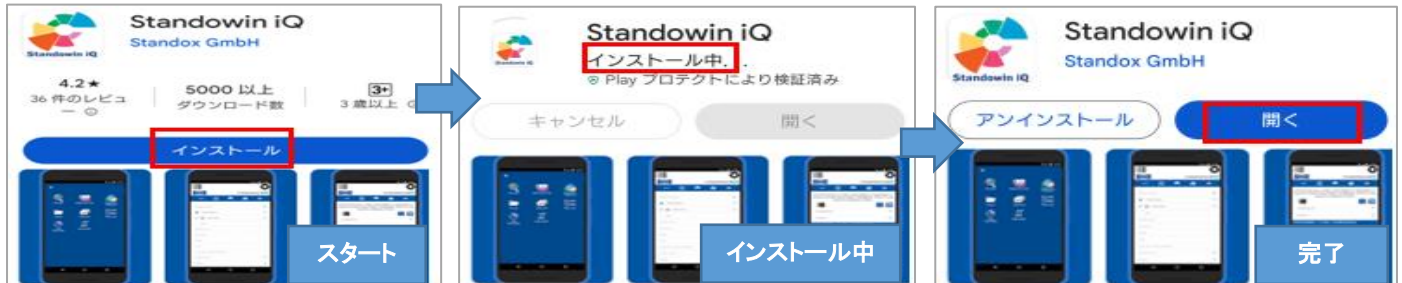 Standowin iQ
Standox GmbH
Standowin iQ
4.2★
36 件のレビュ
ー
5000 以上
ダウンロード数
3+
3 歳以上
インストール
スタート
Standowin iQ
インストール中...
Play プロテクトにより検証済み
キャンセル
開く
インストール中
Standowin iQ
Standox GmbH
Standowin iQ
アンインストール
開く
完了